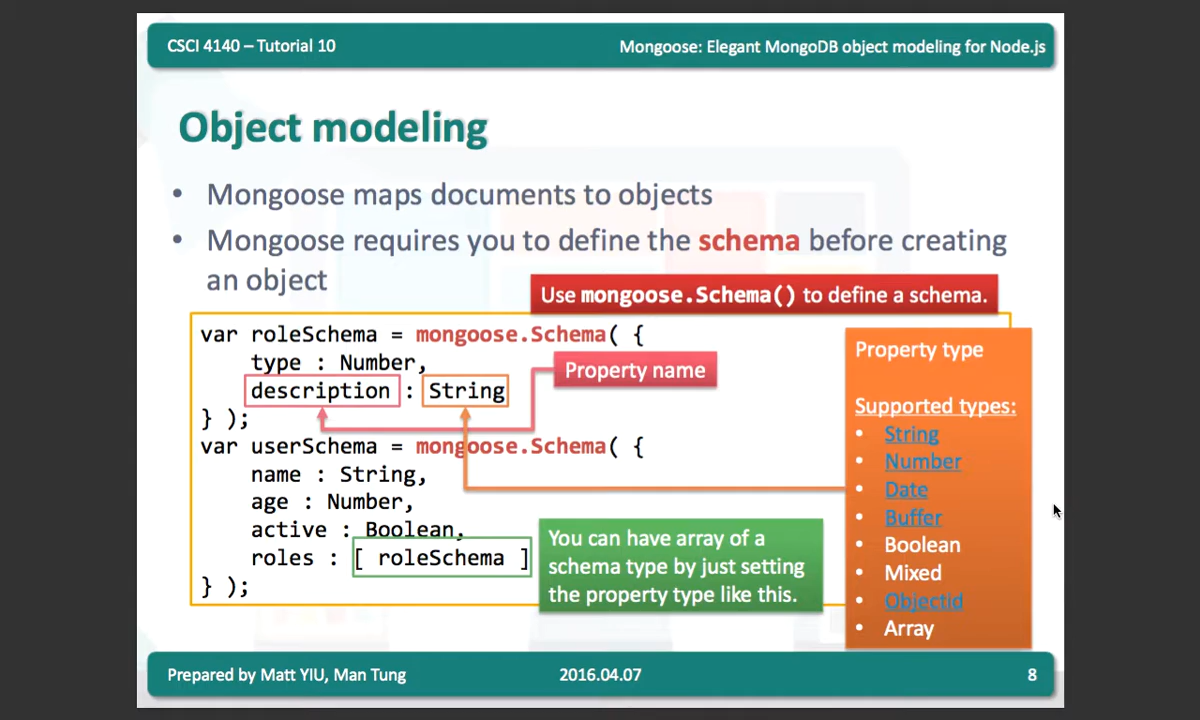 CSCI 4140 – Tutorial 10
Mongoose: Elegant MongoDB object modeling for Node.js
Object modeling
• Mongoose maps documents to objects
• Mongoose requires you to define the schema before creating
an object
Use mongoose.Schema() to define a schema.
var roleSchema = mongoose.Schema( {
type : Number,
description : String
} );
var userSchema = mongoose.Schema( {
name : String,
age : Number,
active : Boolean,
roles : [ roleSchema ]
} );
Property name
You can have array of a
schema type by just setting
the property type like this.
Property type
Supported types:
• String
• Number
• Date
• Buffer
• Boolean
• Mixed
• Objectid
• Array
Prepared by Matt YIU, Man Tung
2016.04.07
8